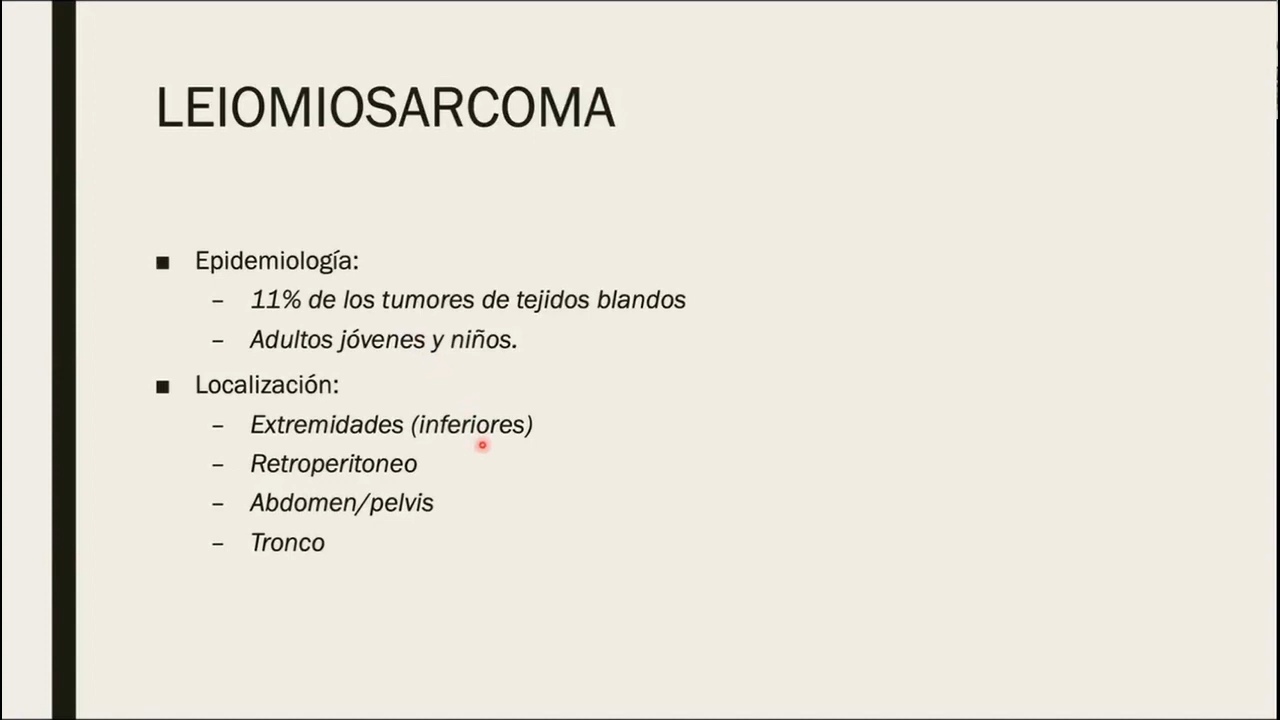 LEIOMIOSARCOMA
■ Epidemiología:
– 11% de los tumores de tejidos blandos
– Adultos jóvenes y niños.
■ Localización:
– Extremidades (inferiores)
– Retroperitoneo
– Abdomen/pelvis
– Tronco